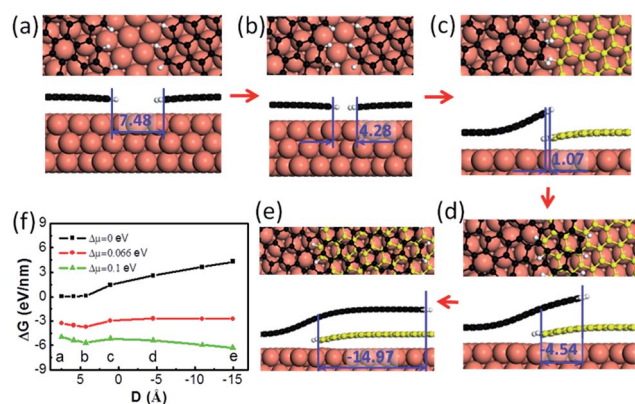 (a)
(b)
(c)
7.48
4.28
1.07
(f)
Δμ=0 eV
Δμ=0.066 eV
Δμ=0.1 eV
ΔG (eV/nm)
9
6
3
0
-3
-6
-9
a
b
c
d
e
5
0
-5
-10
-15
D (Å)
(e)
-14.97
(d)
-4.54